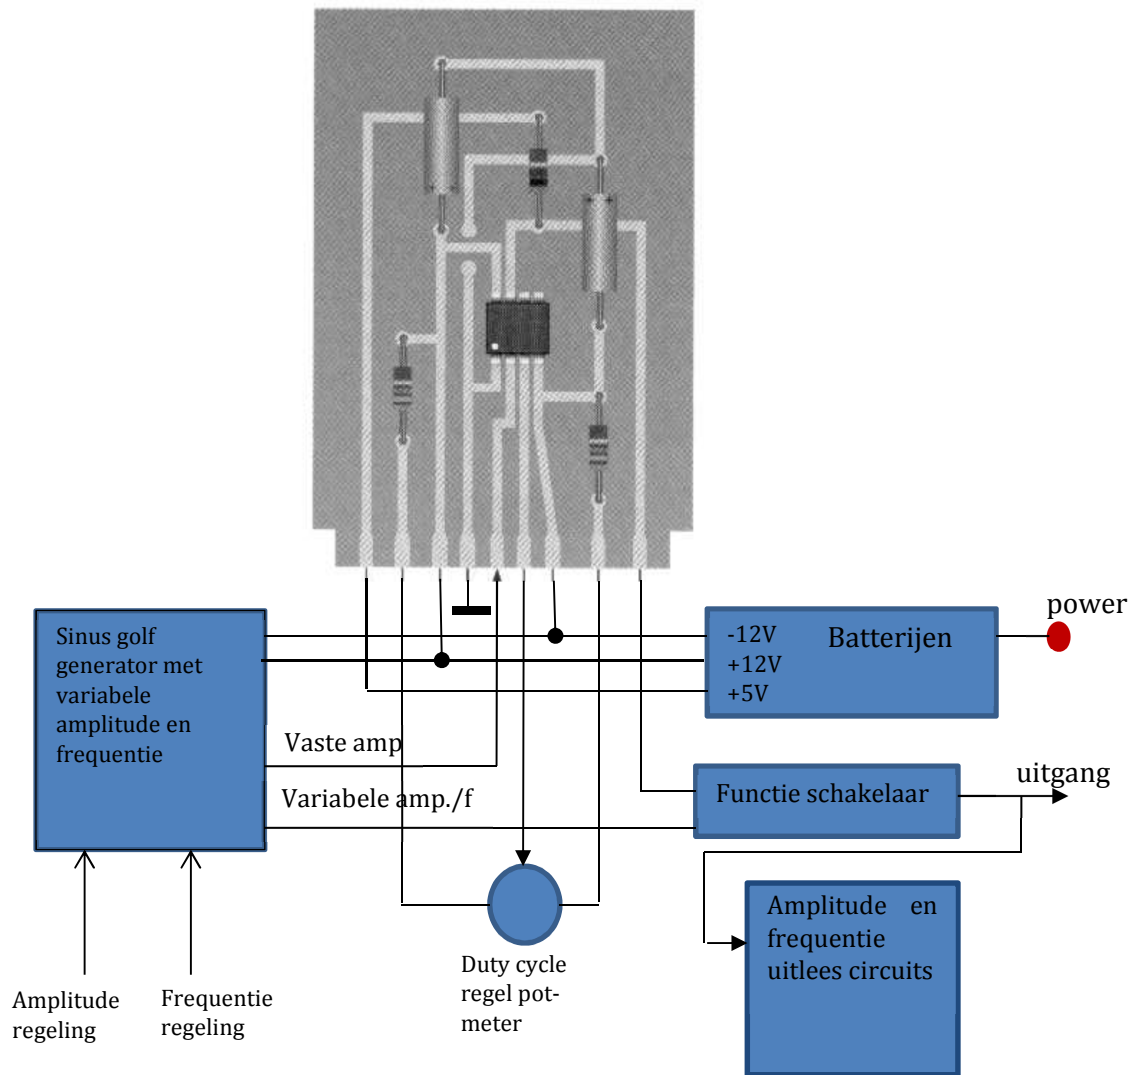 power
Sinus golf
generator met
variabele
amplitude en
frequentie
-12V
Batterijen
+12V
+5V
Vaste amp
Variabele amp./f
Functie schakelaar
uitgang
Amplitude en
frequentie
uitlees circuits
Duty cycle
regel pot-
meter
Amplitude
regeling
Frequentie
regeling